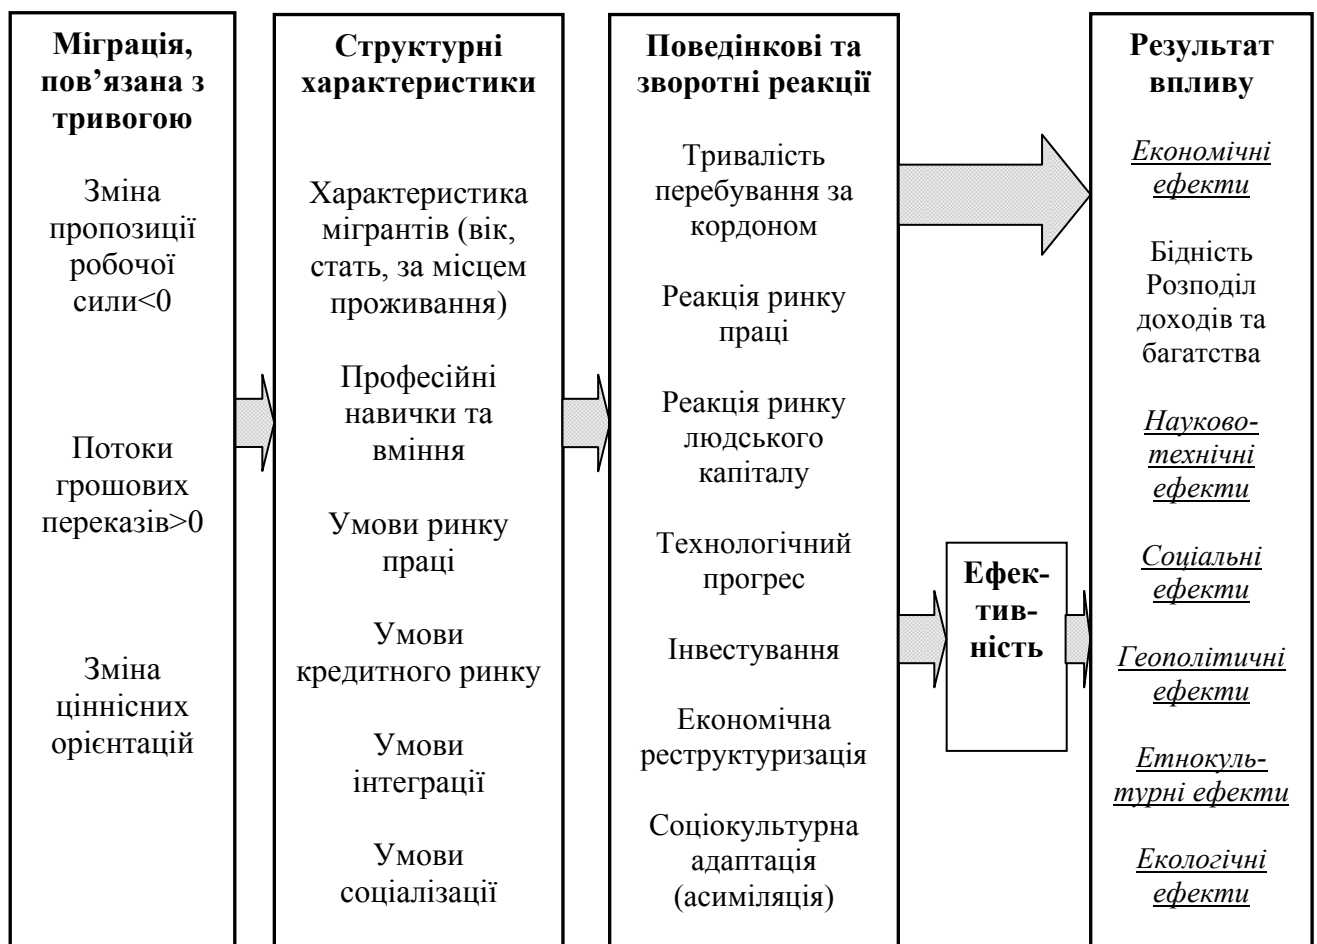 Міграція,
пов’язана з
тривогою
Зміна
пропозиції
робочої
сили<0
Потоки
грошових
переказів>0
Зміна
ціннісних
орієнтацій
Структурні
характеристики
Характеристика
мігрантів (вік,
стать, за місцем
проживання)
Професійні
навички та
вміння
Умови ринку
праці
Умови
кредитного ринку
Умови
інтеграції
Умови
соціалізації
Поведінкові та
зворотні реакції
Тривалість
перебування за
кордоном
Реакція ринку
праці
Реакція ринку
людського
капіталу
Технологічний
прогрес
Інвестування
Економічна
реструктуризація
Соціокультурна
адаптація
(асиміляція)
Ефек-
тив-
ність
Результат
впливу
Економічні
ефекти
Бідність
Розподіл
доходів та
багатства
Науково-
технічні
ефекти
Соціальні
ефекти
Геополітичні
ефекти
Етнокуль-
турні ефекти
Екологічні
ефекти